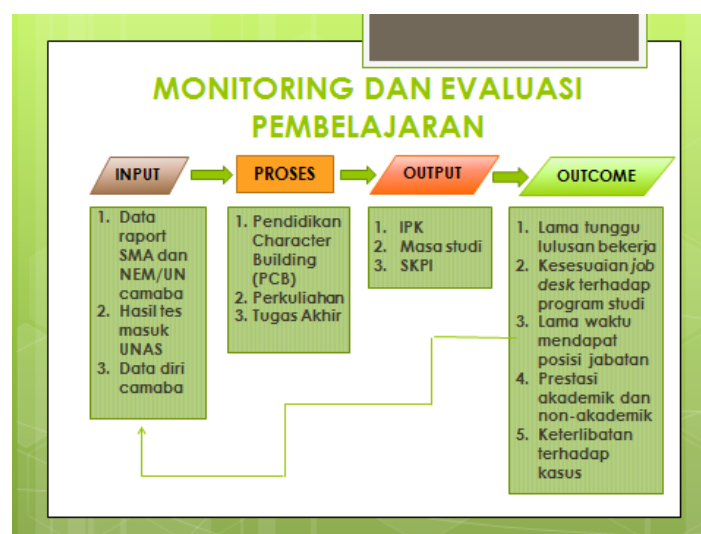 MONITORING DAN EVALUASI
PEMBELAJARAN
INPUT
PROSES
OUTPUT
OUTCOME
1. Data
raport
SMA dan
NEM/UN
camaba
2. Hasil tes
masuk
UNAS
3. Data diri
camaba
1. Pendidikan
Character
Building
(PCB)
2. Perkuliahan
3. Tugas Akhir
1. IPK
2. Masa studi
3. SKPI
1. Lama tunggu
lulusan bekerja
2. Kesesuaian job
desk terhadap
program studi
3. Lama waktu
mendapat
posisi jabatan
4. Prestasi
akademik dan
non-akademik
5. Keterlibatan
terhadap
kasus